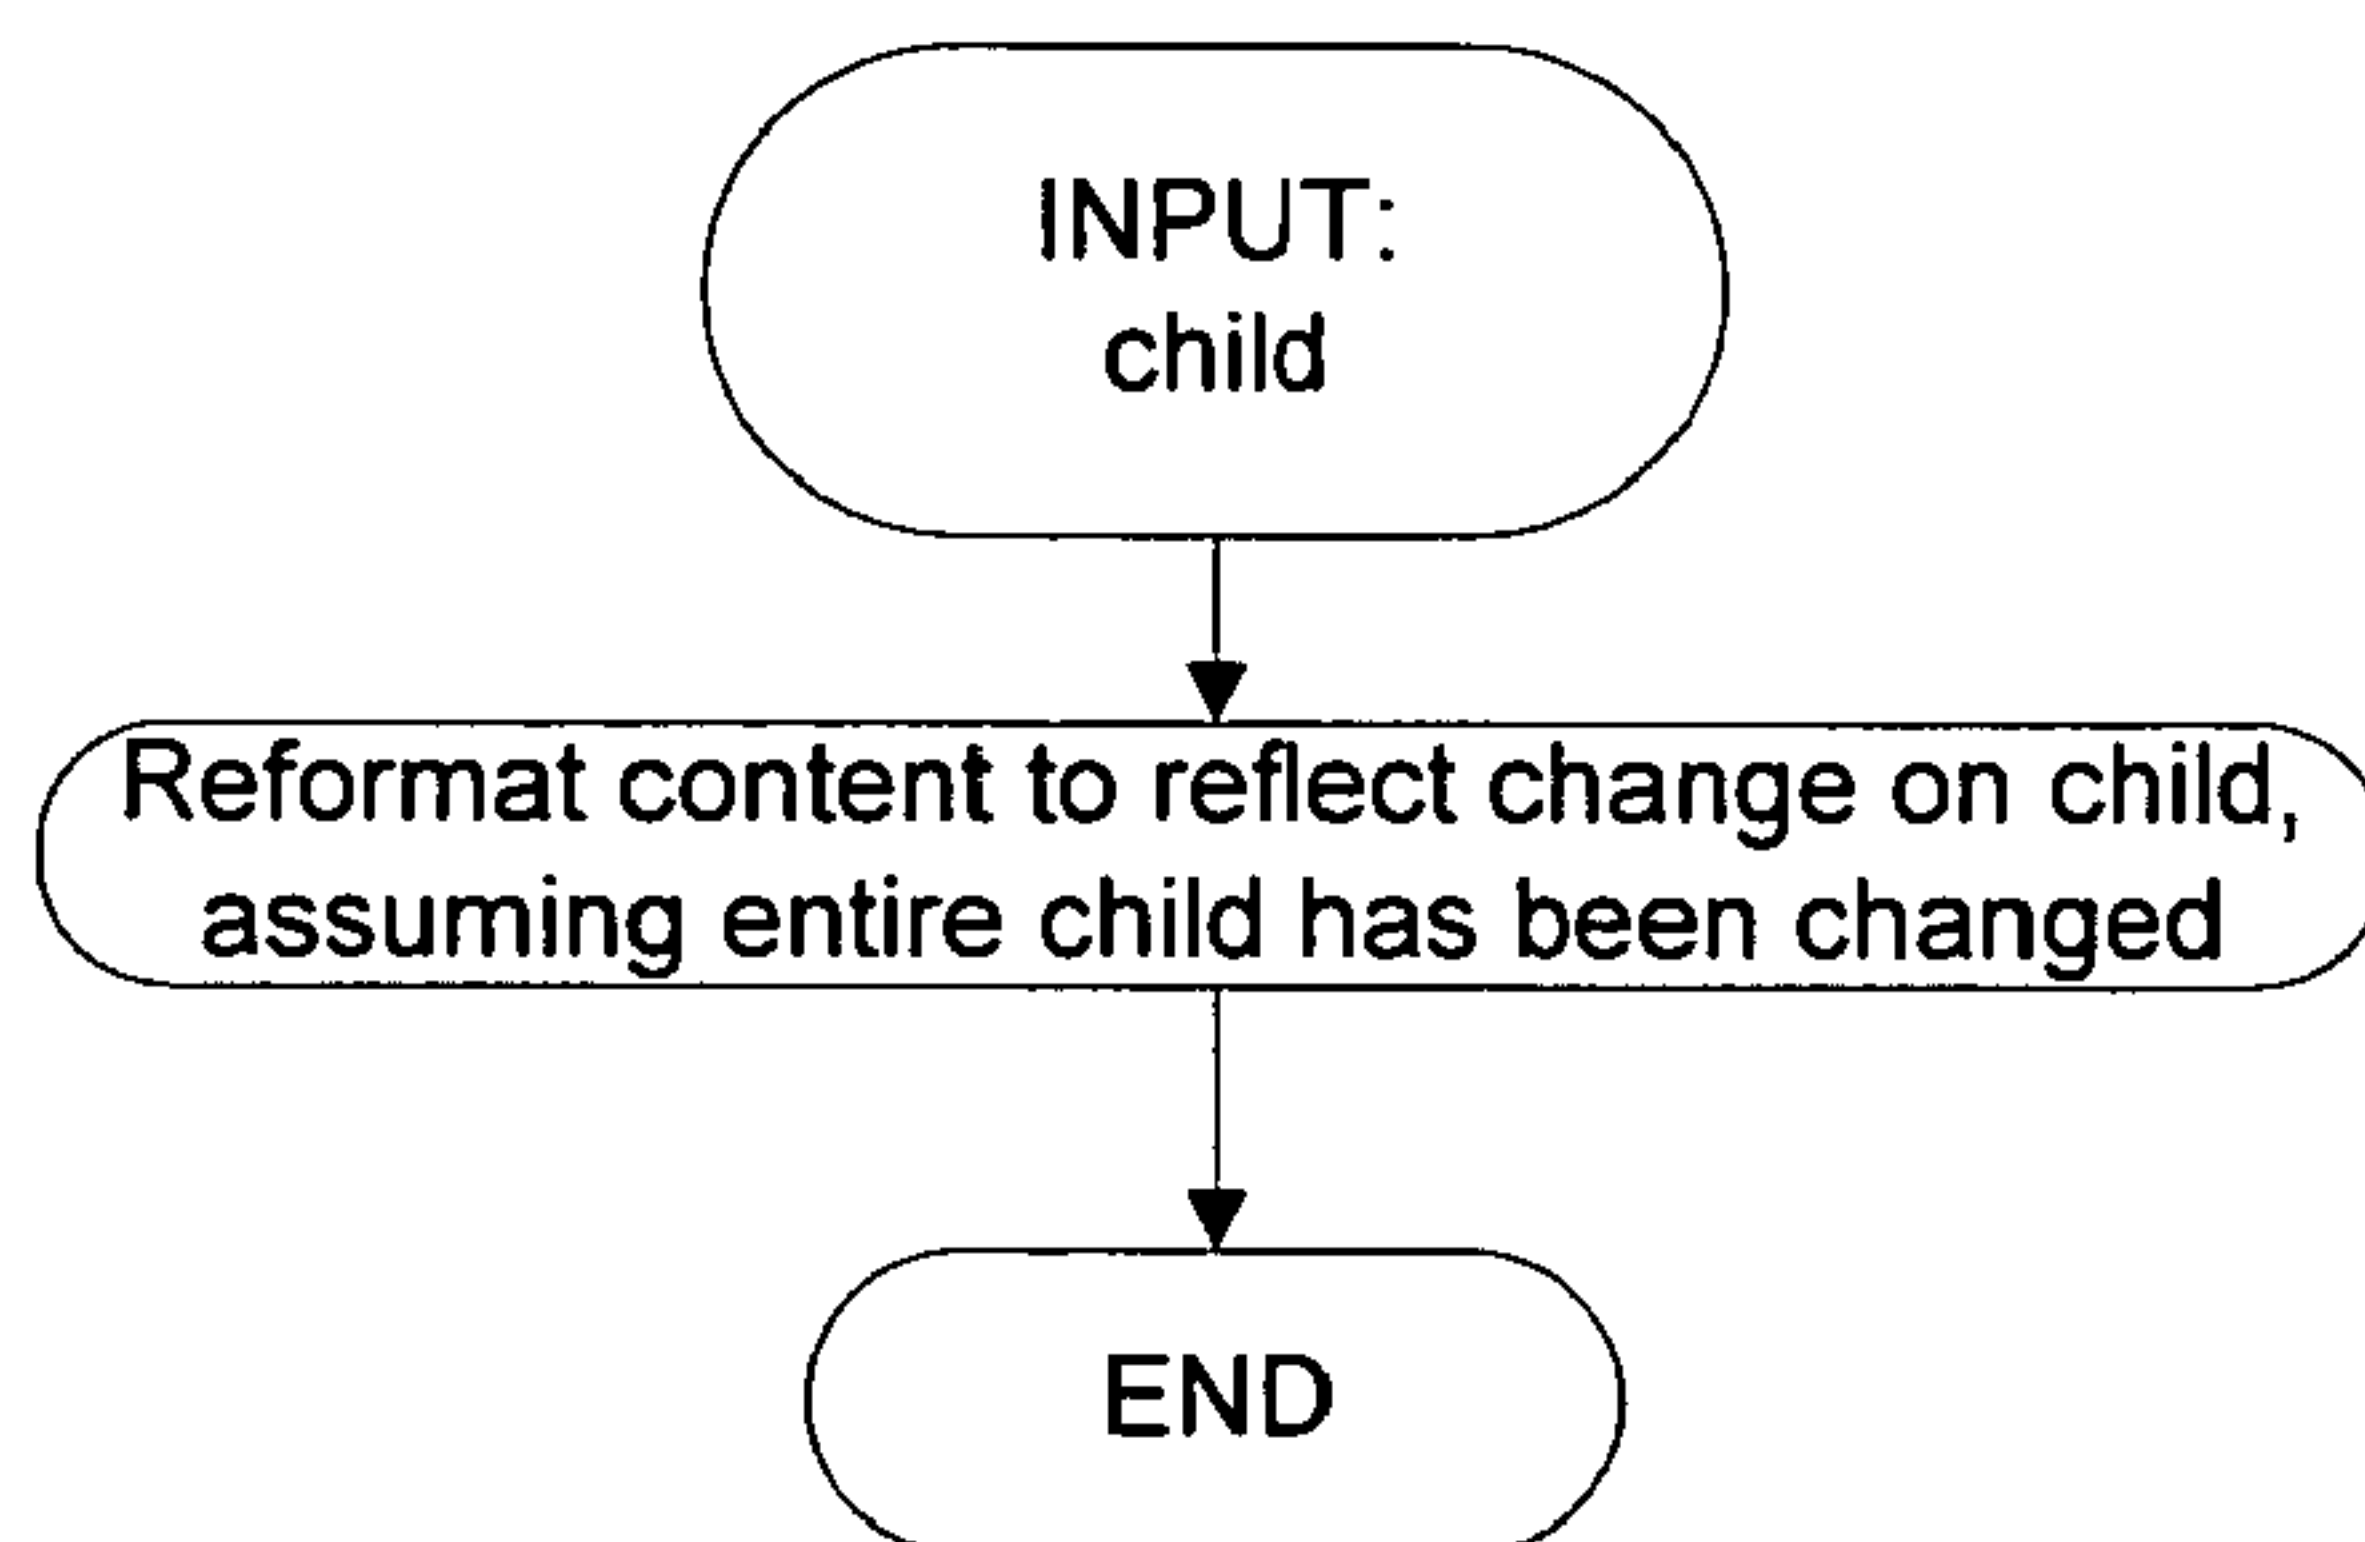 INPUT:
child
Reformat content to reflect change on child,
assuming entire child has been changed
END